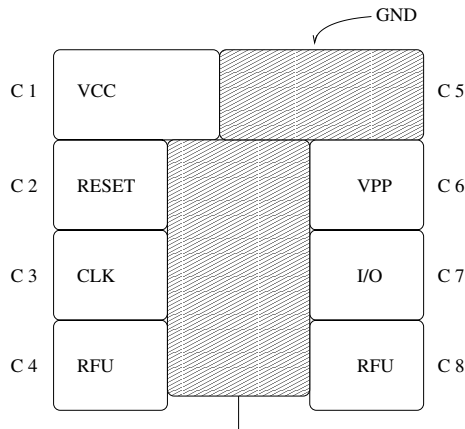 GND
C 1 VCC C 5
C 2 RESET VPP C 6
C 3 CLK I/O C 7
C 4 RFU RFU C 8